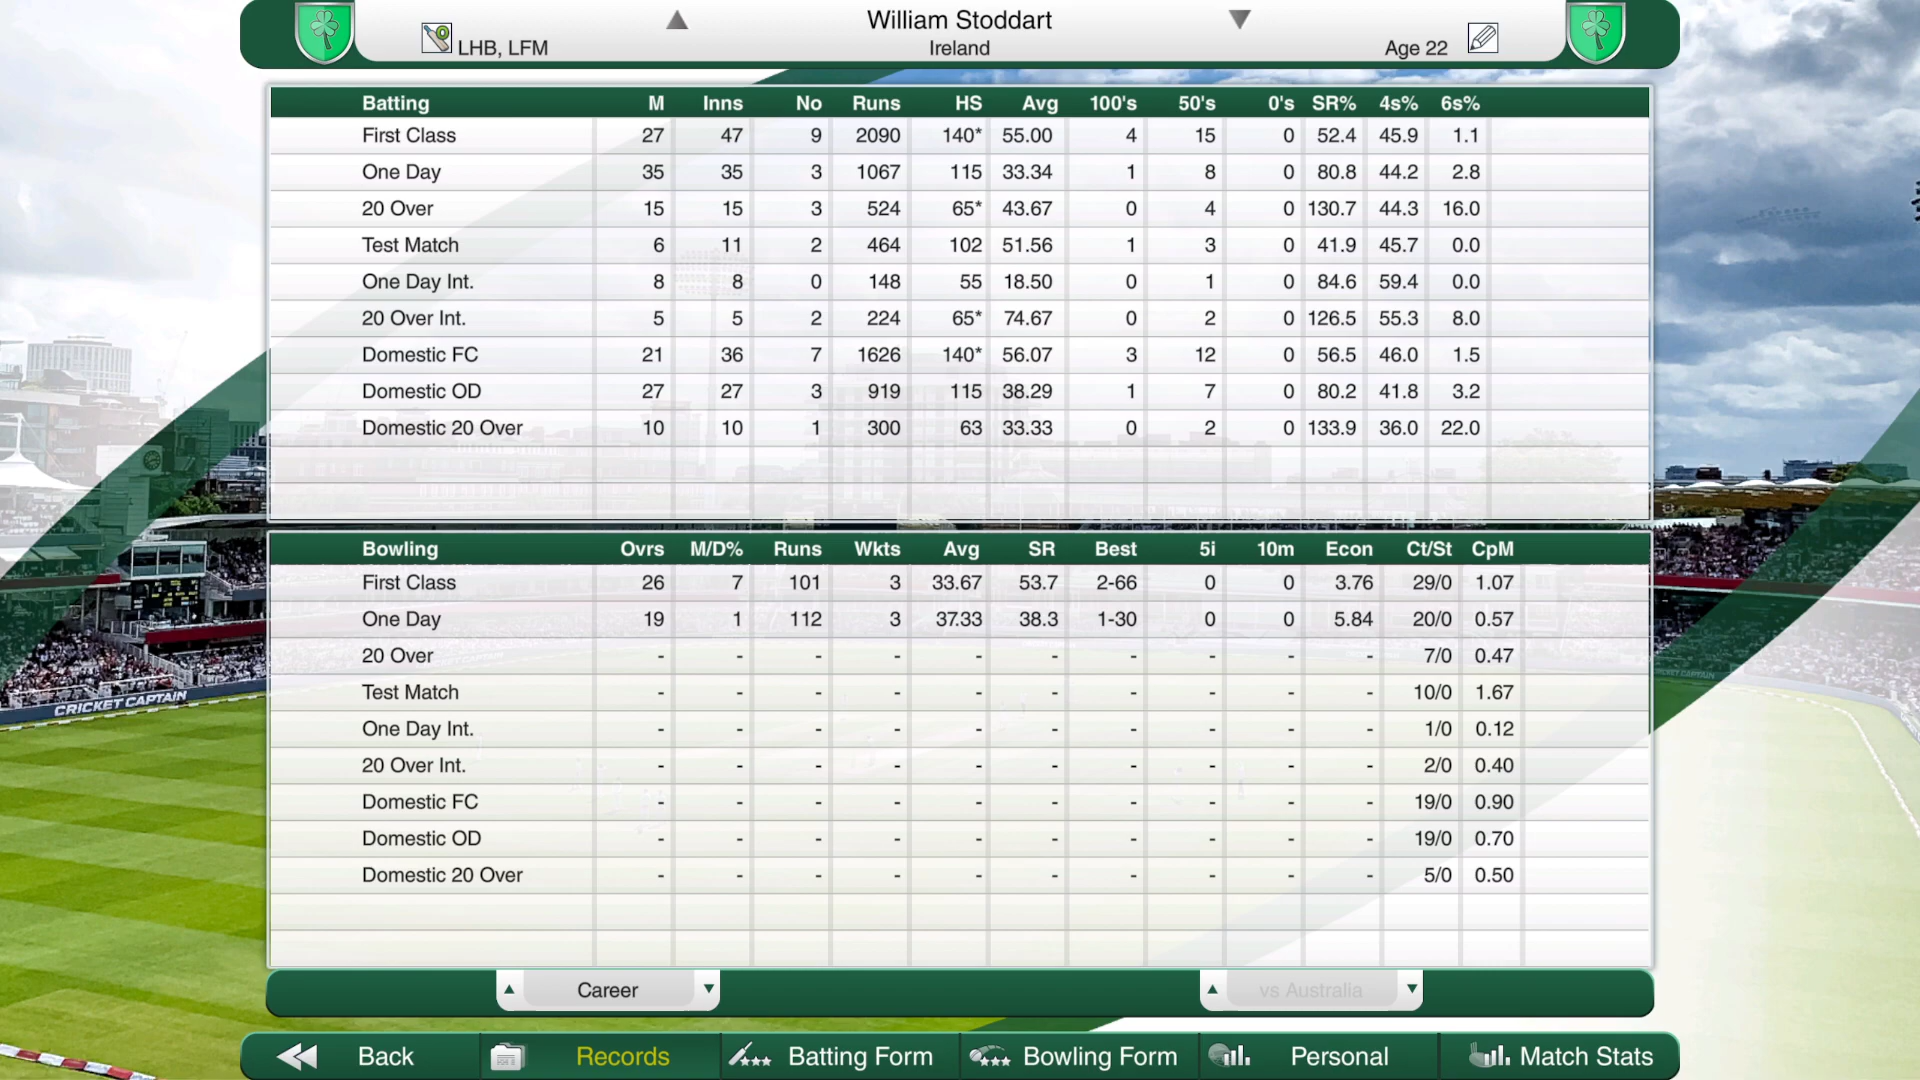 William Stoddart
LHB, LFM Ireland Age 22
Batting M Inns No Runs HS Avg 100's 50's 0's SR% 4s% 6s%
First Class 27 47 9 2090 140* 55.00 4 15 0 52.4 45.9 1.1
One Day 35 35 3 1067 115 33.34 1 8 0 80.8 44.2 2.8
20 Over 15 15 3 524 65* 43.67 0 4 0 130.7 44.3 16.0
Test Match 6 11 2 464 102 51.56 1 3 0 41.9 45.7 0.0
One Day Int. 8 8 0 148 55 18.50 0 1 0 84.6 59.4 0.0
20 Over Int. 5 5 2 224 65* 74.67 0 2 0 126.5 55.3 8.0
Domestic FC 21 36 7 1626 140* 56.07 3 12 0 56.5 46.0 1.5
Domestic OD 27 27 3 919 115 38.29 1 7 0 80.2 41.8 3.2
Domestic 20 Over 10 10 1 300 63 33.33 0 2 0 133.9 36.0 22.0
Bowling Ovrs M/D% Runs Wkts Avg SR Best 5i 10m Econ Ct/St CpM
First Class 26 7 101 3 33.67 53.7 2-66 0 0 3.76 29/0 1.07
One Day 19 1 112 3 37.33 38.3 1-30 0 0 5.84 20/0 0.57
20 Over - - - - - - - - - - 7/0 0.47
Test Match - - - - - - - - - - 10/0 1.67
One Day Int. - - - - - - - - - - 1/0 0.12
20 Over Int. - - - - - - - - - - 2/0 0.40
Domestic FC - - - - - - - - - - 19/0 0.90
Domestic OD - - - - - - - - - - 19/0 0.70
Domestic 20 Over - - - - - - - - - - 5/0 0.50
CRICKET CAPTAIN
Career vs Australia
Back Records Batting Form Bowling Form Personal Match Stats